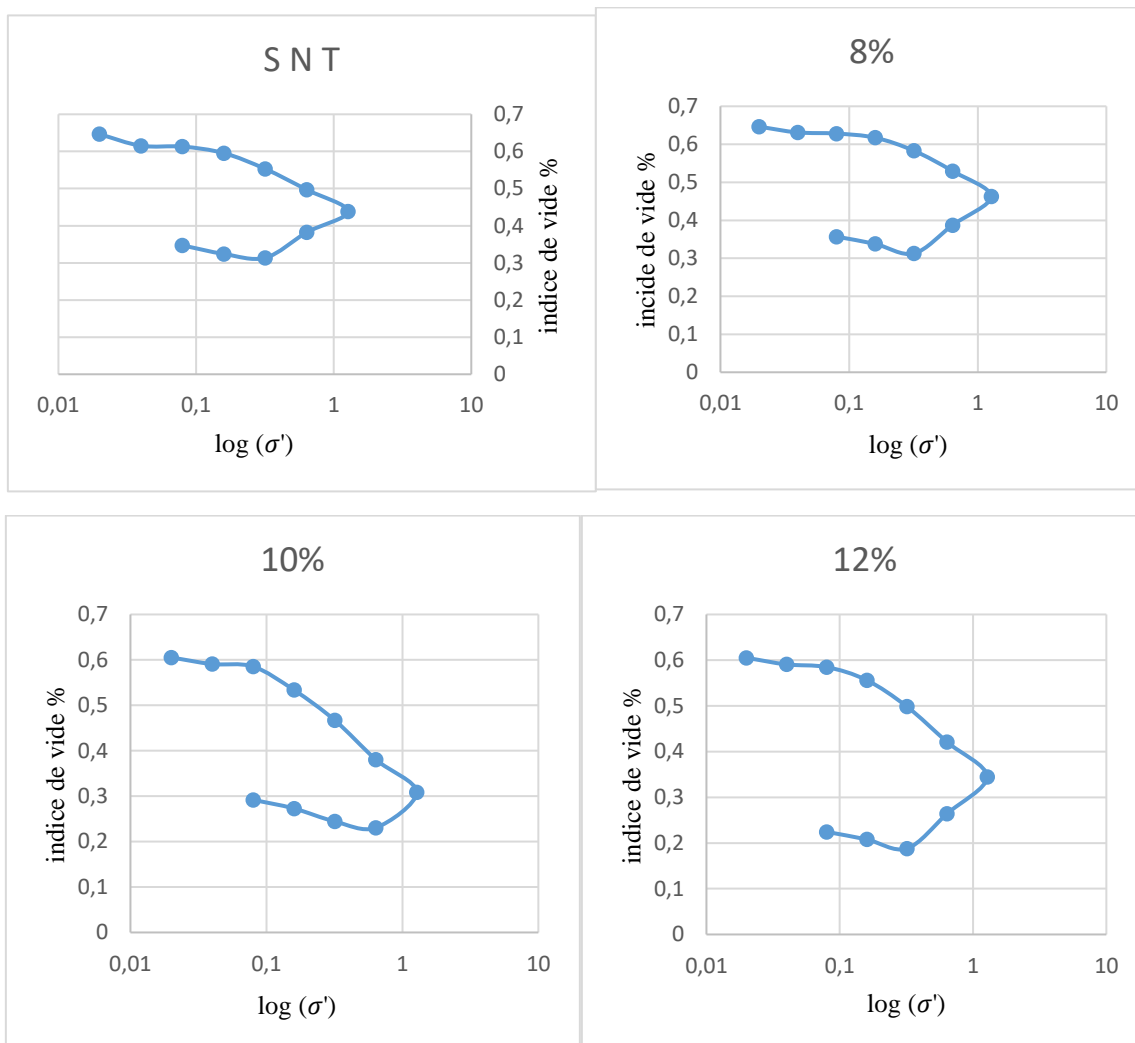 S N T
0,7
0,6
0,5
0,4
0,3
0,2
0,1
0
indice de vide %
0,01 0,1 1 10
log (σ')
8%
incide de vide %
0,7
0,6
0,5
0,4
0,3
0,2
0,1
0
0,01 0,1 1 10
log (σ')
10%
indice de vide %
0,7
0,6
0,5
0,4
0,3
0,2
0,1
0
0,01 0,1 1 10
log (σ')
12%
indice de vide %
0,7
0,6
0,5
0,4
0,3
0,2
0,1
0
0,01 0,1 1 10
log (σ')